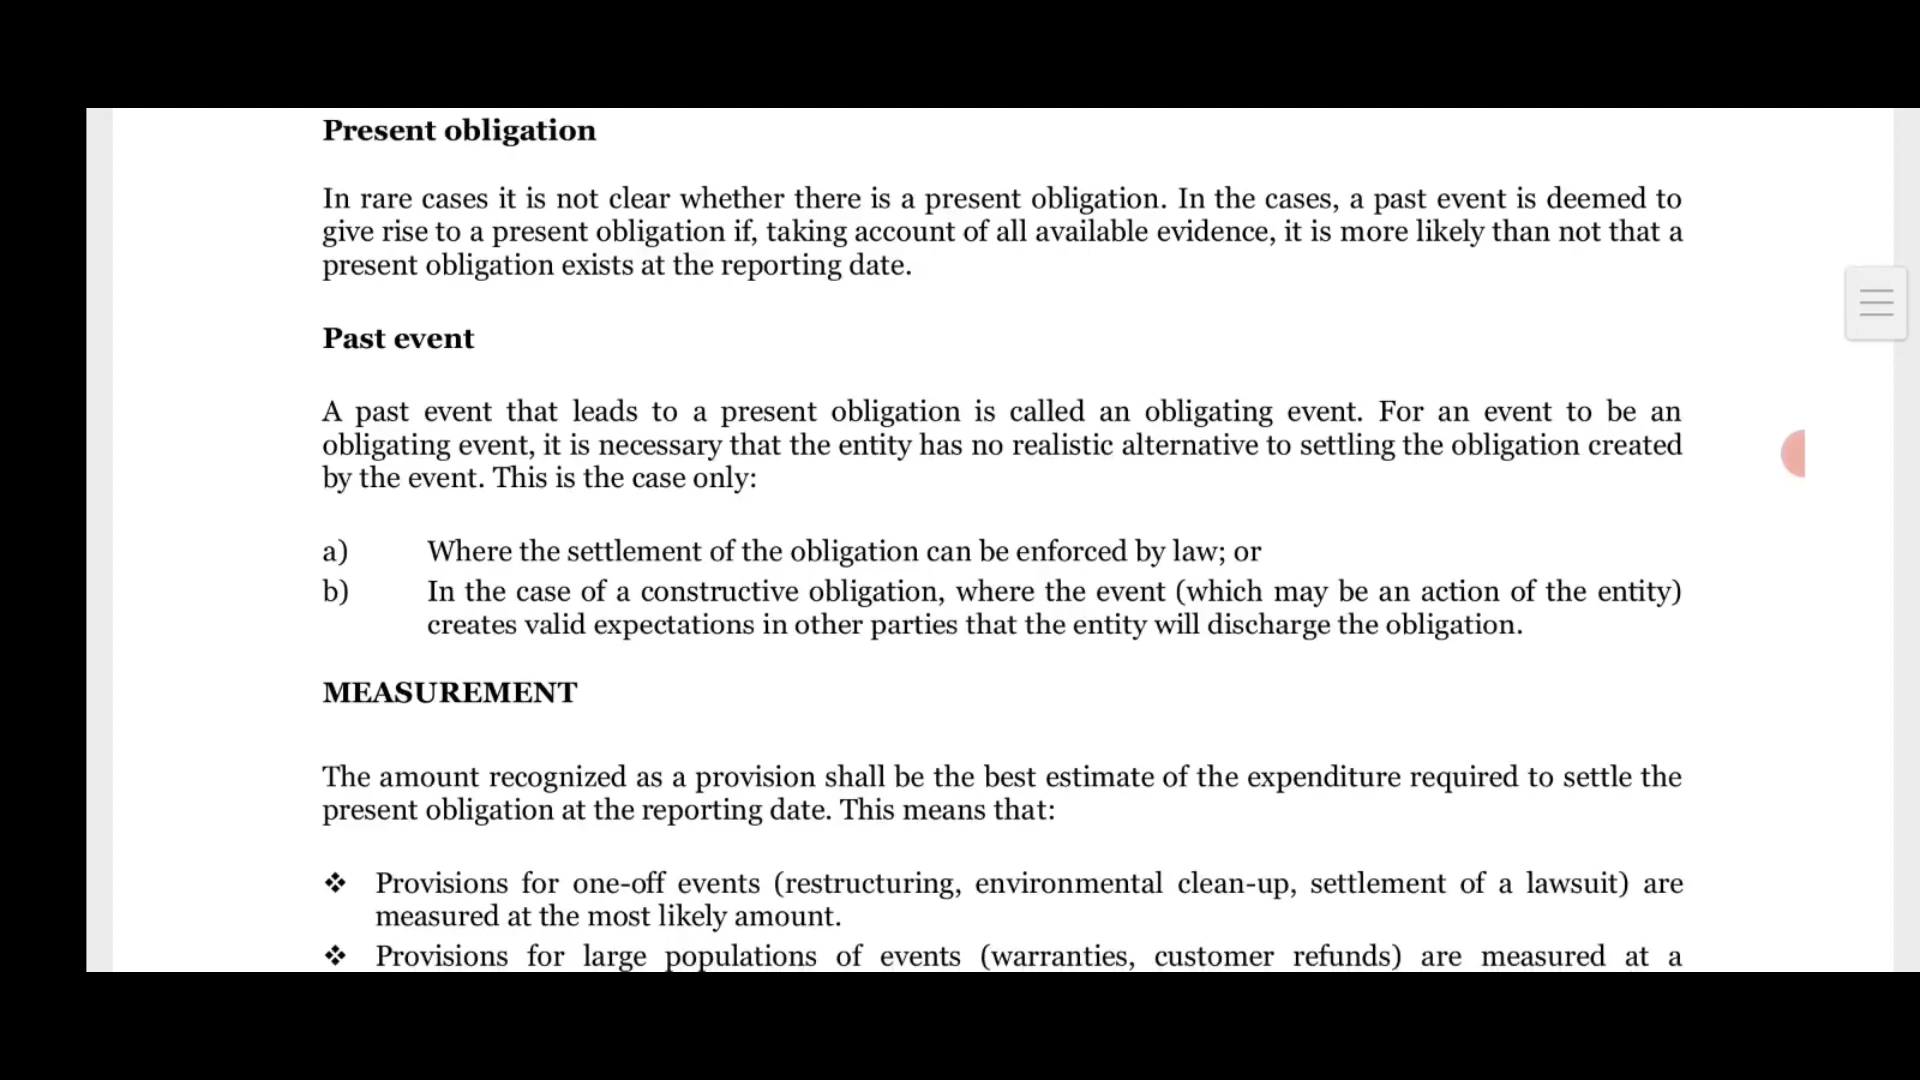 Present obligation
In rare cases it is not clear whether there is a present obligation. In the cases, a past event is deemed to
give rise to a present obligation if, taking account of all available evidence, it is more likely than not that a
present obligation exists at the reporting date.
Past event
A past event that leads to a present obligation is called an obligating event. For an event to be an
obligating event, it is necessary that the entity has no realistic alternative to settling the obligation created
by the event. This is the case only:
a) Where the settlement of the obligation can be enforced by law; or
b) In the case of a constructive obligation, where the event (which may be an action of the entity)
creates valid expectations in other parties that the entity will discharge the obligation.
MEASUREMENT
The amount recognized as a provision shall be the best estimate of the expenditure required to settle the
present obligation at the reporting date. This means that:
❖ Provisions for one-off events (restructuring, environmental clean-up, settlement of a lawsuit) are
measured at the most likely amount.
❖ Provisions for large populations of events (warranties, customer refunds) are measured at a